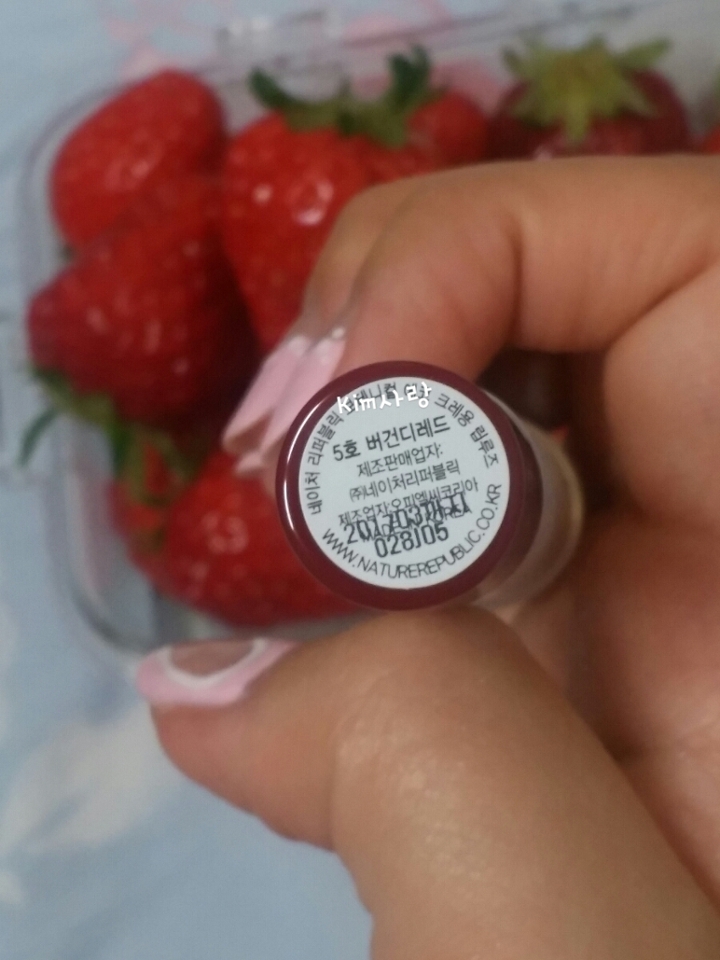 kim사랑
네이처 리퍼블릭 크레용 립루즈
5호 버건디레드
제조판매업자:
㈜네이처리퍼블릭
제조업자:오피엘씨코리아
028J05
WWW.NATUREREPUBLIC.CO.KR